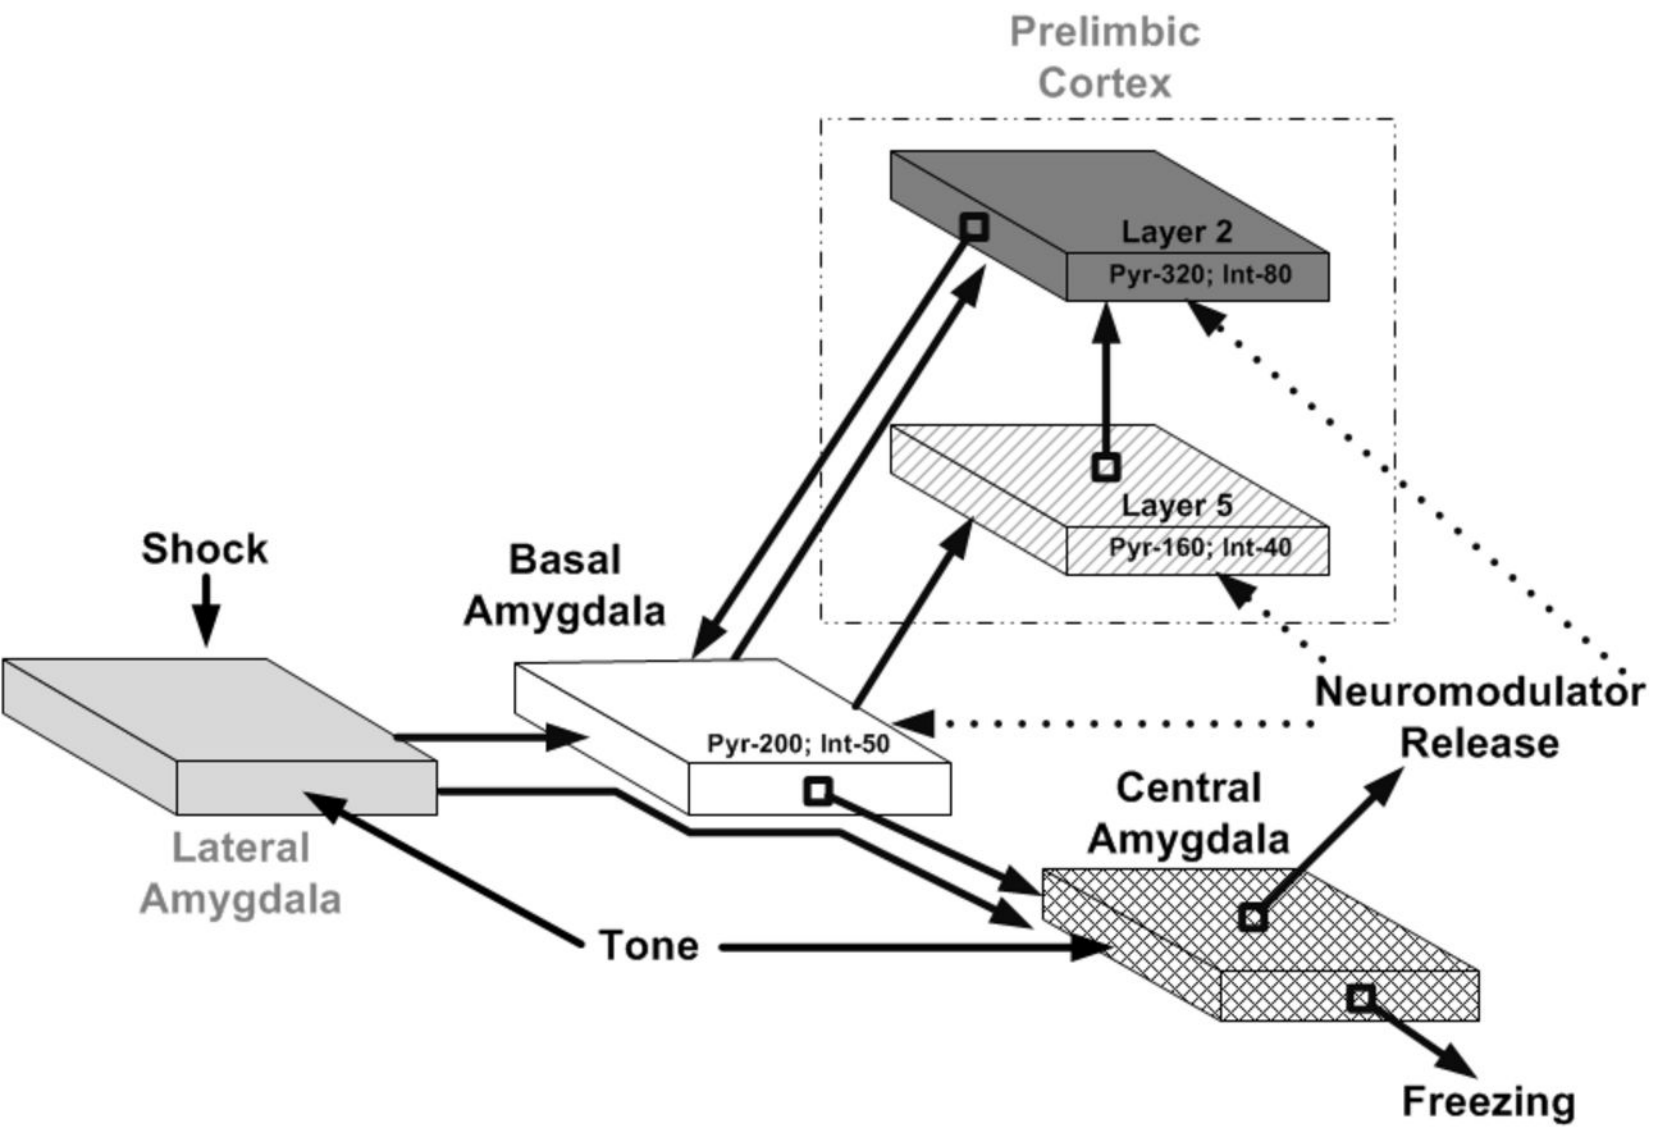 Prelimbic
Cortex
Layer 2
Pyr-320; Int-80
Layer 5
Pyr-160; Int-40
Shock
Basal
Amygdala
Neuromodulator
Release
Pyr-200; Int-50
Central
Amygdala
Lateral
Amygdala
Tone
Freezing